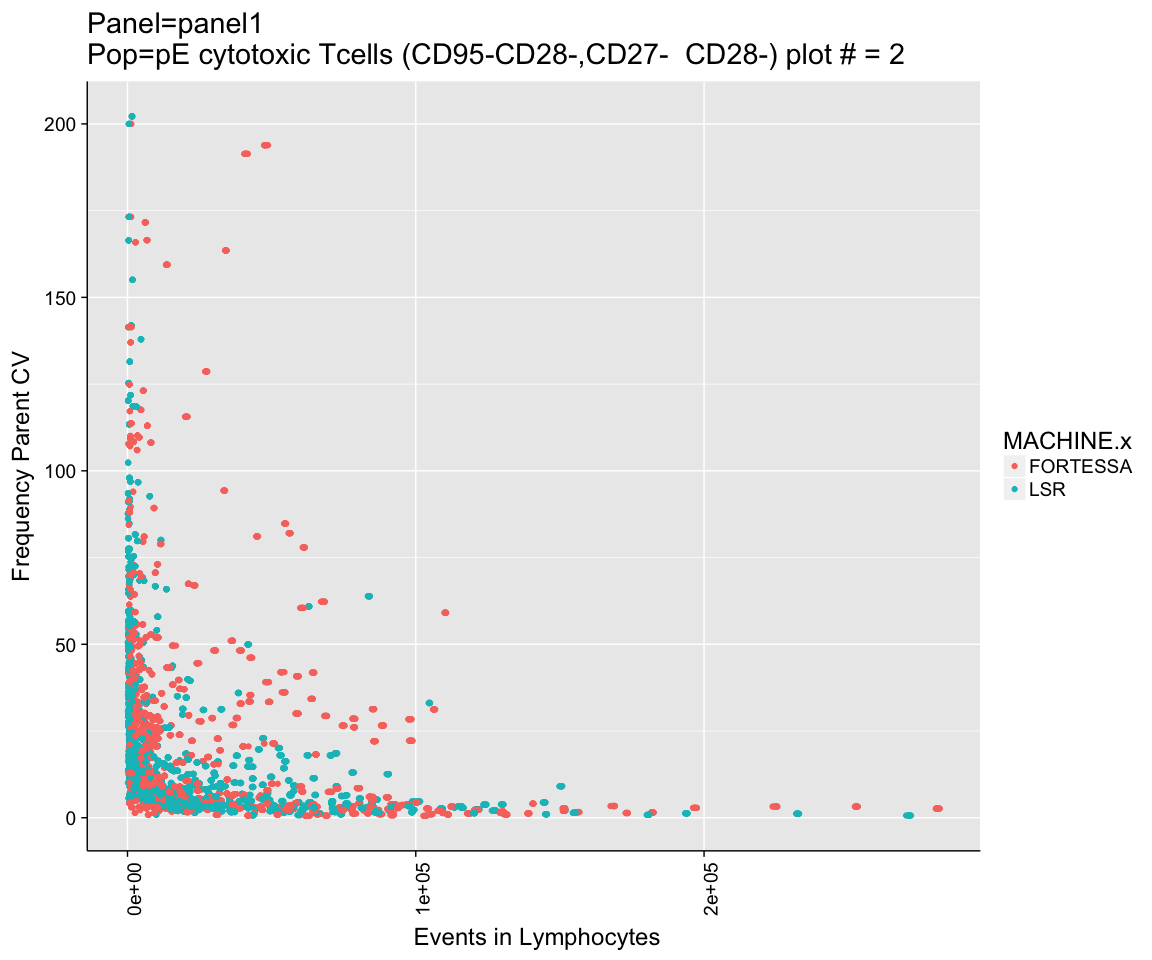 Panel=panel1
Pop=pE cytotoxic Tcells (CD95-CD28-,CD27-  CD28-) plot # = 2
200
150
100
50
0
Frequency Parent CV
0e+00
1e+05
2e+05
Events in Lymphocytes
MACHINE.x
FORTESSA
LSR